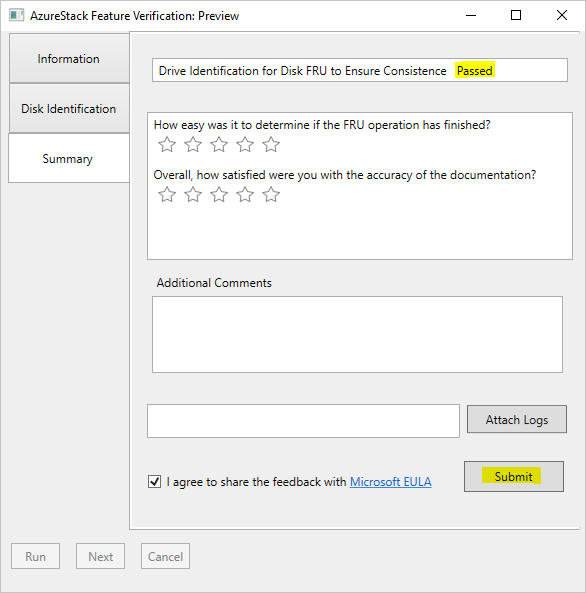 AzureStack Feature Verification: Preview
Information
Disk Identification
Summary
Drive Identification for Disk FRU to Ensure Consistence Passed
How easy was it to determine if the FRU operation has finished?
Overall, how satisfied were you with the accuracy of the documentation?
Additional Comments
Attach Logs
I agree to share the feedback with Microsoft EULA
Submit
Run Next Cancel